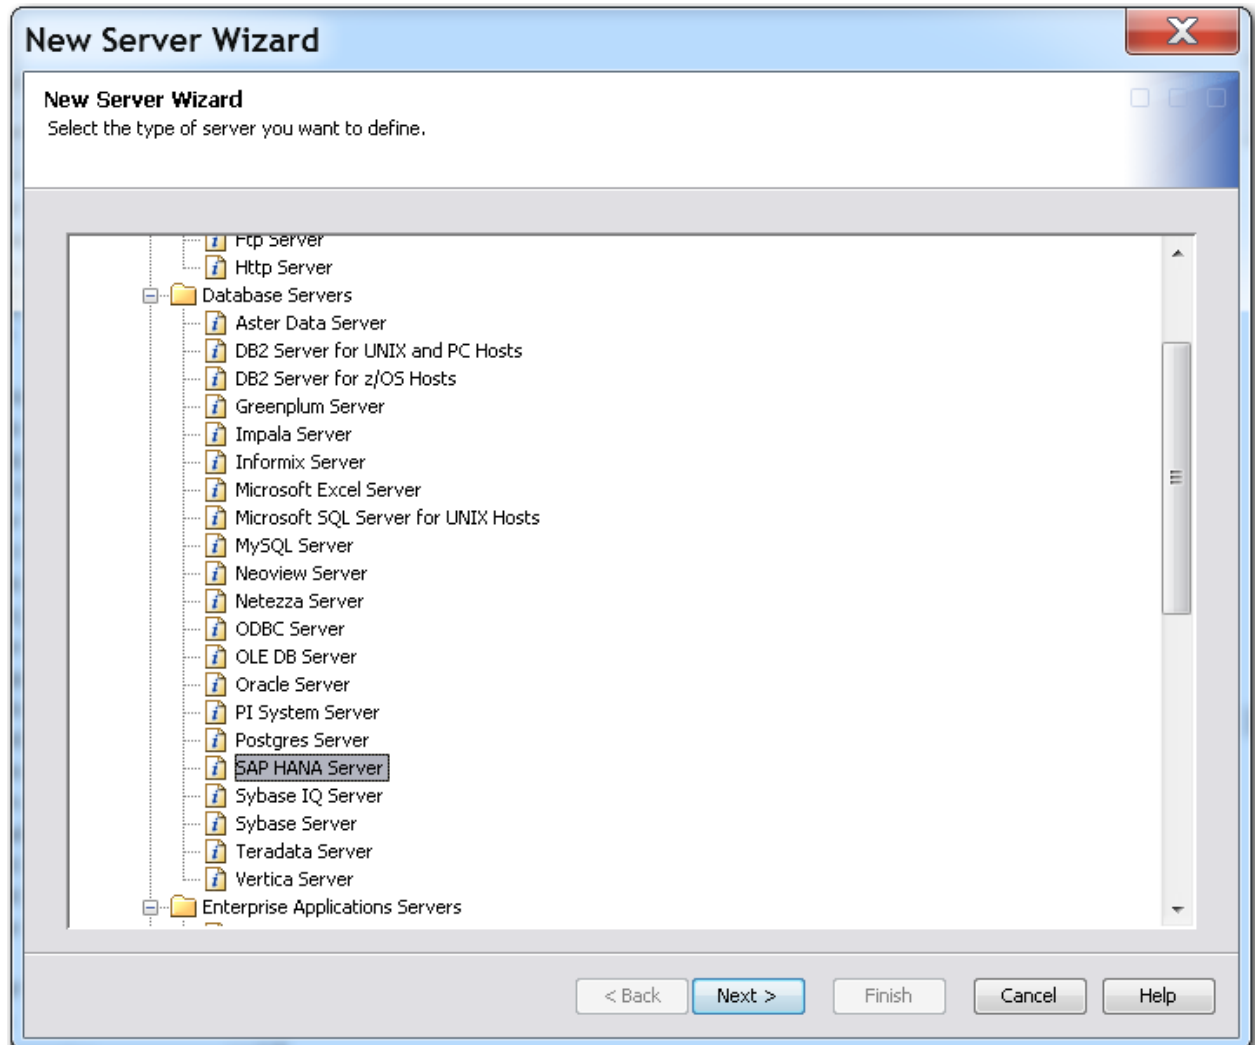 New Server Wizard
New Server Wizard
Select the type of server you want to define.
Ftp Server
Http Server
Database Servers
Aster Data Server
DB2 Server for UNIX and PC Hosts
DB2 Server for z/OS Hosts
Greenplum Server
Impala Server
Informix Server
Microsoft Excel Server
Microsoft SQL Server for UNIX Hosts
MySQL Server
Neoview Server
Netezza Server
ODBC Server
OLE DB Server
Oracle Server
PI System Server
Postgres Server
SAP HANA Server
Sybase IQ Server
Sybase Server
Teradata Server
Vertica Server
Enterprise Applications Servers
< Back Next > Finish Cancel Help